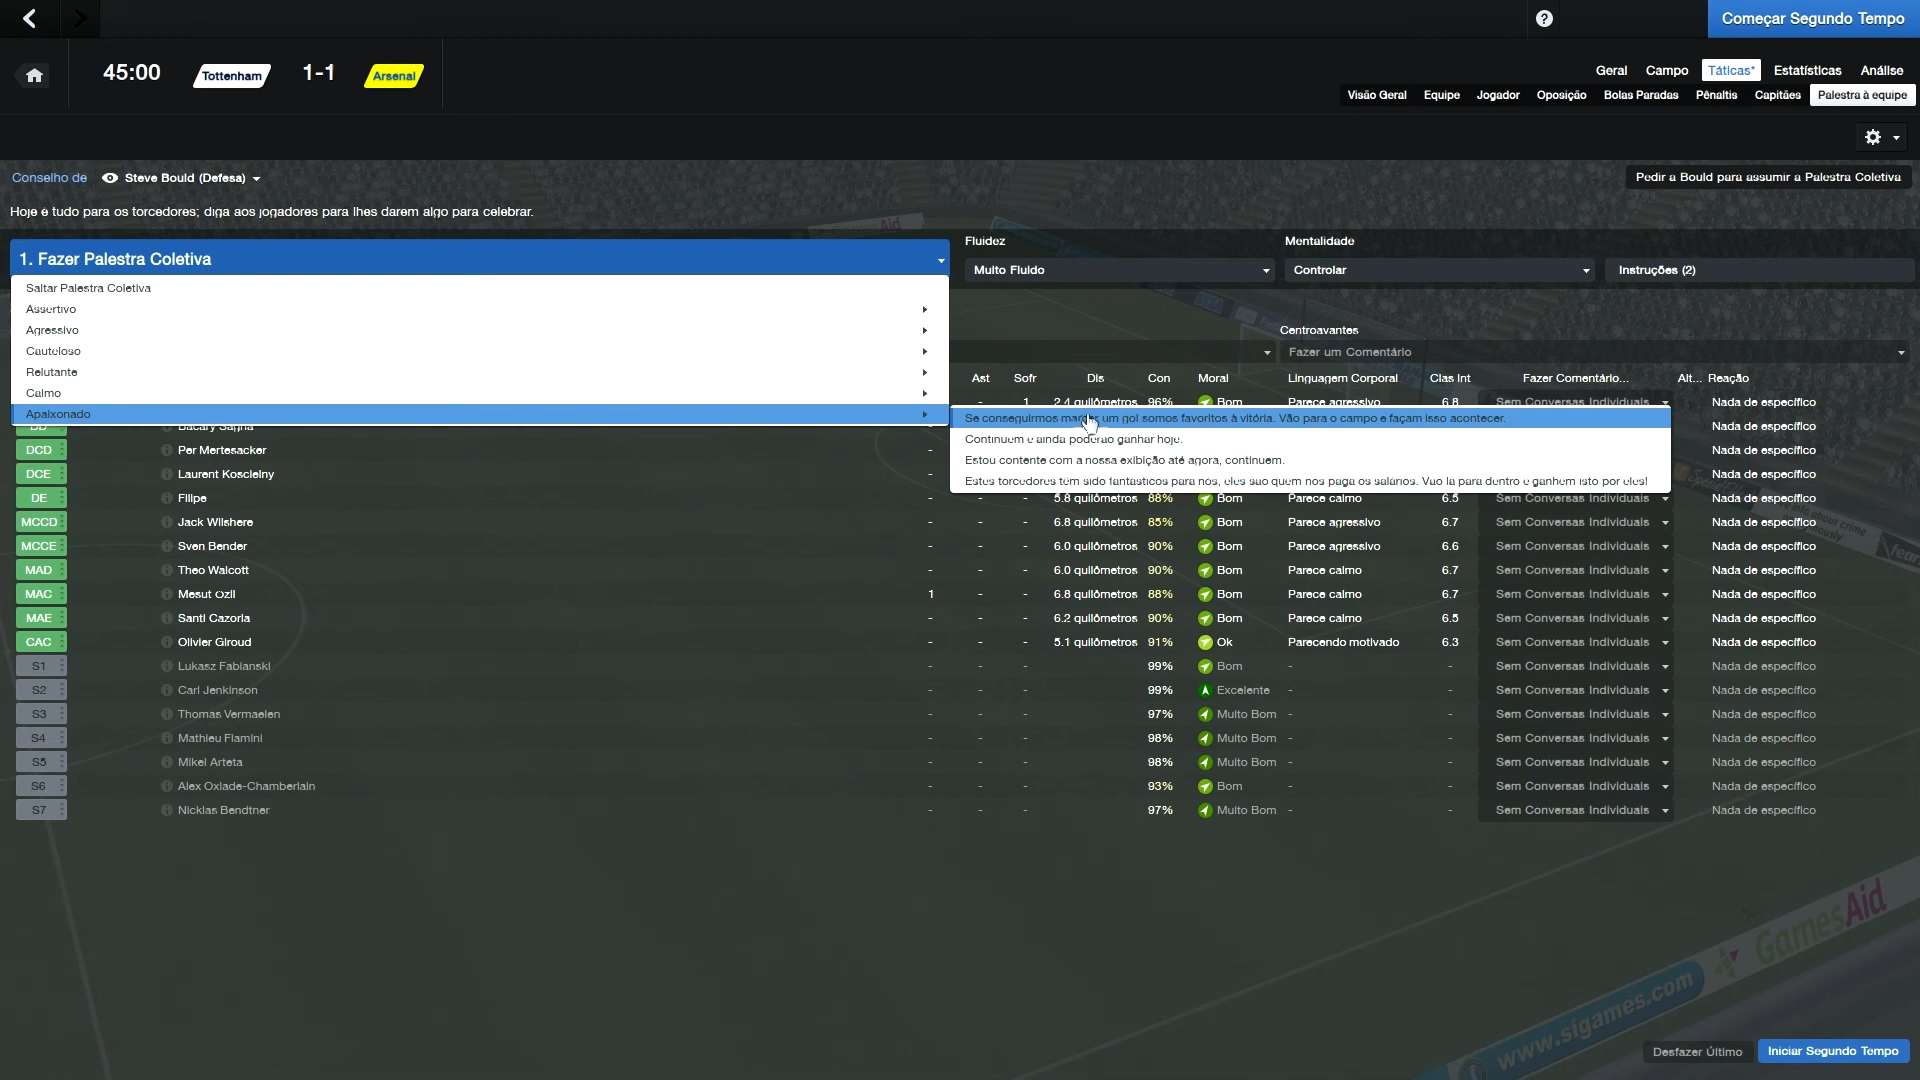 Começar Segundo Tempo
45:00 Tottenham 1-1 Arsenal
Geral Campo Táticas* Estatísticas Análise
Visão Geral Equipe Jogador Oposição Bolas Paradas Pênaltis Capitães Palestra à equipe
Conselho de Steve Bould (Defesa)
Pedir a Bould para assumir a Palestra Coletiva
Hoje é tudo para os torcedores; diga aos jogadores para lhes darem algo para celebrar.
1. Fazer Palestra Coletiva
Fluidez
Mentalidade
Muito Fluido
Controlar
Instruções (2)
Saltar Palestra Coletiva
Assertivo
Agressivo
Cauteloso
Relutante
Calmo
Apaixonado
Centroavantes
Fazer um Comentário
Ast Sofr Dis Con Moral Linguagem Corporal Clas Int Fazer Comentário... Alt... Reação
- 1 2.4 quilômetros 96% Bom Parece agressivo 6.8 Sem Conversas Individuais Nada de específico
Se conseguirmos marcar um gol somos favoritos à vitória. Vão para o campo e façam isso acontecer.
Continuem e ainda poderão ganhar hoje.
Estou contente com a nossa exibição até agora, continuem.
Estes torcedores têm sido fantásticos para nós, eles são quem nos paga os salários. Vão lá para dentro e ganhem isto por eles!
DD Bacary Sagna Nada de específico
DCD Per Mertesacker - Nada de específico
DCE Laurent Koscielny - Nada de específico
DE Filipe - - - 5.8 quilômetros 88% Bom Parece calmo 6.5 Sem Conversas Individuais Nada de específico
MCCD Jack Wilshere - - - 6.8 quilômetros 85% Bom Parece agressivo 6.7 Sem Conversas Individuais Nada de específico
MCCE Sven Bender - - - 6.0 quilômetros 90% Bom Parece agressivo 6.6 Sem Conversas Individuais Nada de específico
MAD Theo Walcott - - - 6.0 quilômetros 90% Bom Parece calmo 6.7 Sem Conversas Individuais Nada de específico
MAC Mesut Özil 1 - - 6.8 quilômetros 88% Bom Parece calmo 6.7 Sem Conversas Individuais Nada de específico
MAE Santi Cazorla - - - 6.2 quilômetros 90% Bom Parece calmo 6.5 Sem Conversas Individuais Nada de específico
CAC Olivier Giroud - - - 5.1 quilômetros 91% Ok Parecendo motivado 6.3 Sem Conversas Individuais Nada de específico
S1 Lukasz Fabianski - - - 99% Bom - - Sem Conversas Individuais Nada de específico
S2 Carl Jenkinson - - - 99% Excelente - - Sem Conversas Individuais Nada de específico
S3 Thomas Vermaelen - - - 97% Muito Bom - - Sem Conversas Individuais Nada de específico
S4 Mathieu Flamini - - - 98% Muito Bom - - Sem Conversas Individuais Nada de específico
S5 Mikel Arteta - - - 98% Muito Bom - - Sem Conversas Individuais Nada de específico
S6 Alex Oxlade-Chamberlain - - - 93% Bom - - Sem Conversas Individuais Nada de específico
S7 Nicklas Bendtner - - - 97% Muito Bom - - Sem Conversas Individuais Nada de específico
GamesAid
www.sigames.com
Desfazer Último
Iniciar Segundo Tempo